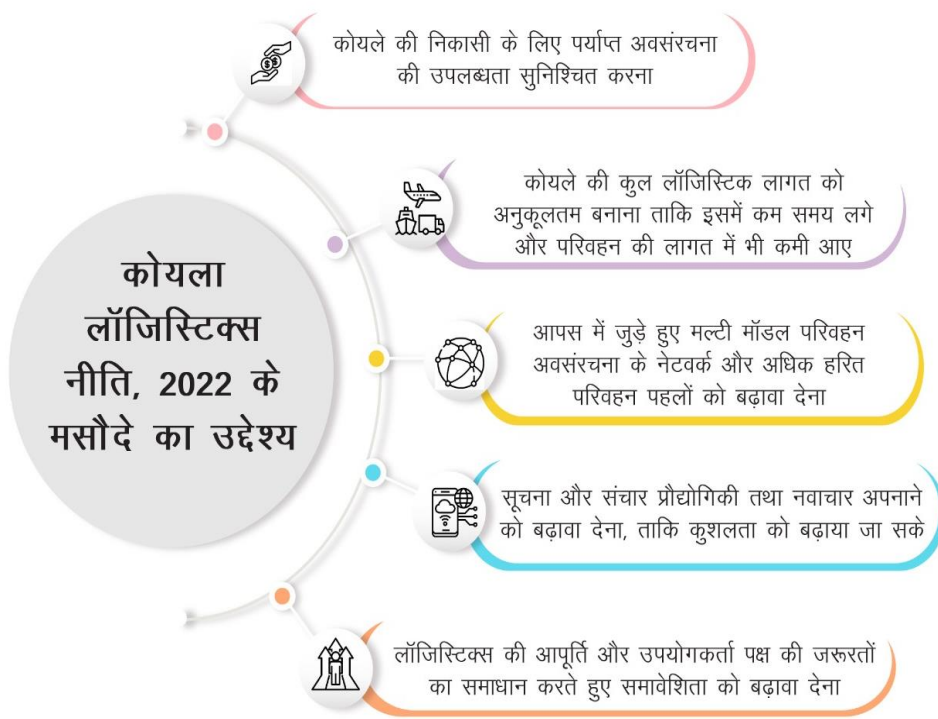 कोयले की निकासी के लिए पर्याप्त अवसंरचना
की उपलब्धता सुनिश्चित करना
कोयले की कुल लॉजिस्टिक लागत को
अनुकूलतम बनाना ताकि इसमें कम समय लगे
और परिवहन की लागत में भी कमी आए
कोयला
लॉजिस्टिक्स
नीति, 2022 के
मसौदे का उद्देश्य
आपस में जुड़े हुए मल्टी मॉडल परिवहन
अवसंरचना के नेटवर्क और अधिक हरित
परिवहन पहलों को बढ़ावा देना
सूचना और संचार प्रौद्योगिकी तथा नवाचार अपनाने
को बढ़ावा देना, ताकि कुशलता को बढ़ाया जा सके
लॉजिस्टिक्स की आपूर्ति और उपयोगकर्ता पक्ष की जरूरतों
का समाधान करते हुए समावेशिता को बढ़ावा देना